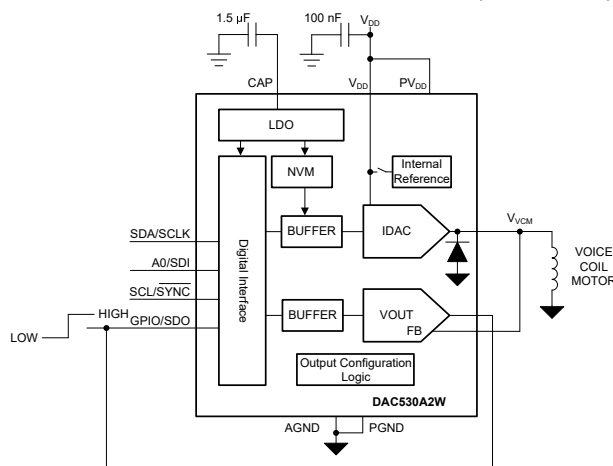 1.5 µF
100 nF
VDD
CAP
VDD
PVDD
LDO
NVM
Internal
Reference
SDA/SCLK
A0/SDI
SCL/SYNC
GPIO/SDO
LOW
HIGH
Digital Interface
BUFFER
IDAC
VVCM
VOICE
COIL
MOTOR
BUFFER
VOUT
FB
Output Configuration
Logic
DAC530A2W
AGND
PGND